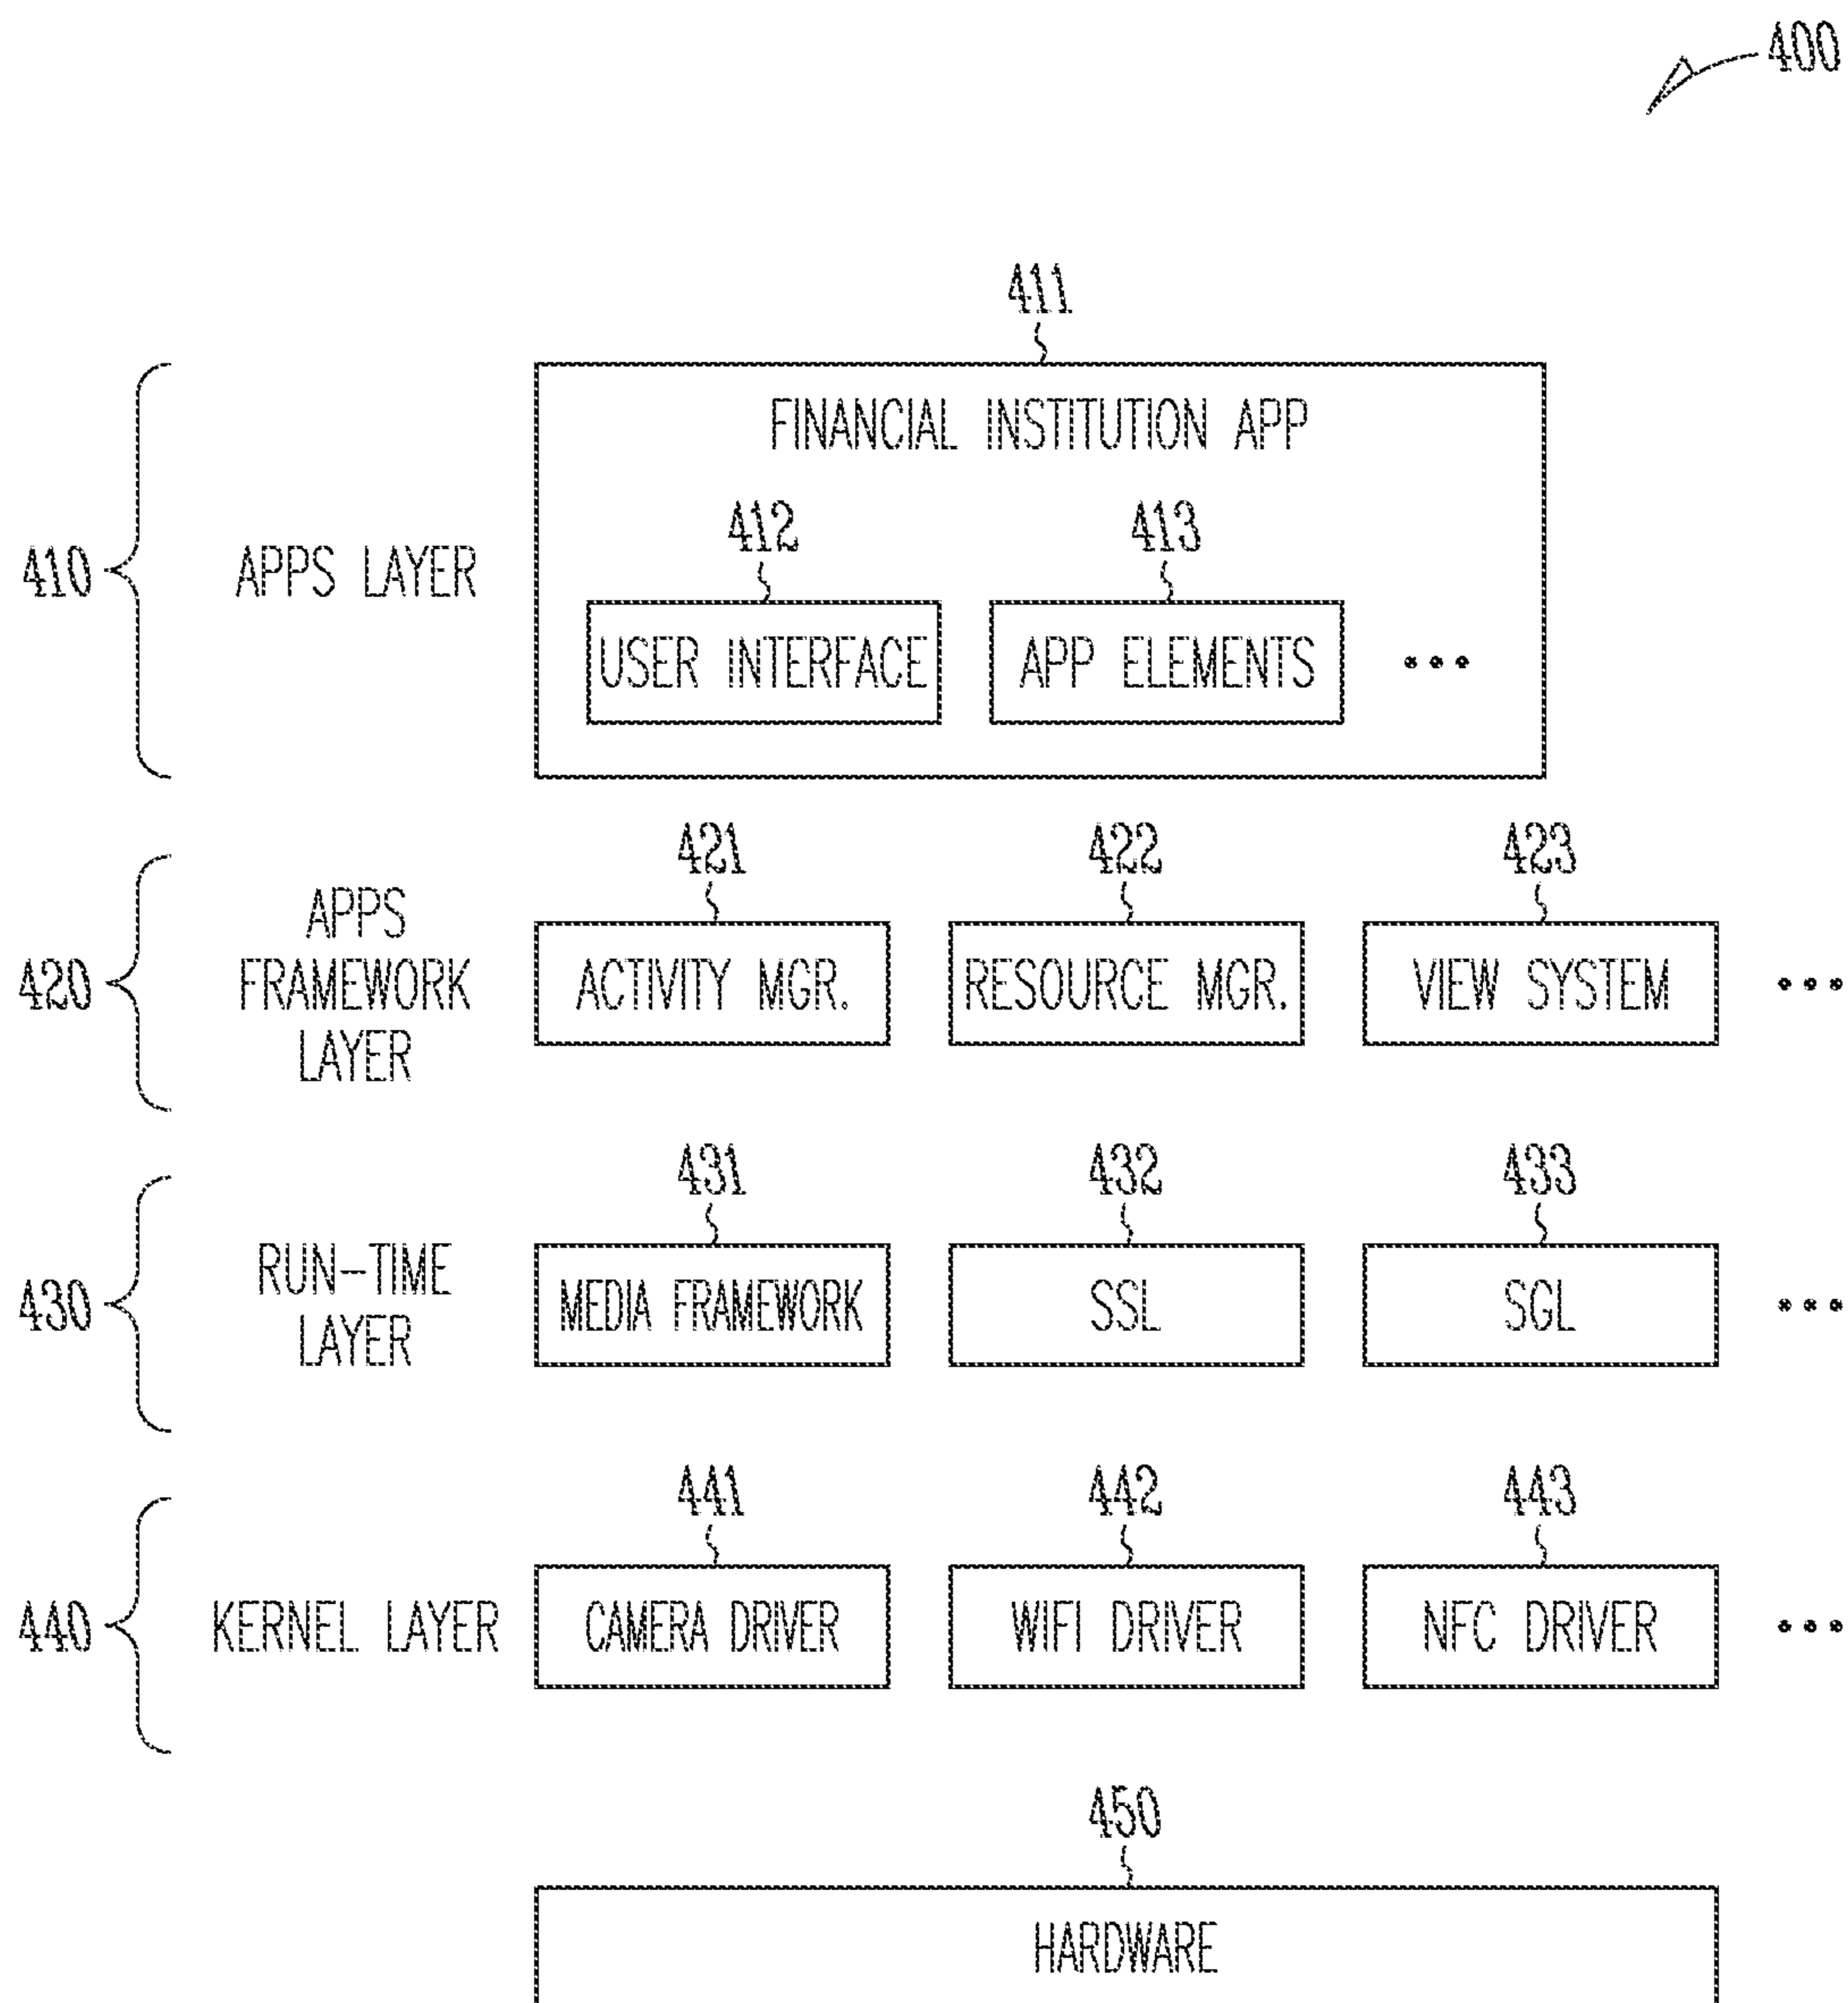 400
411
FINANCIAL INSTITUTION APP
412
413
410
APPS LAYER
USER INTERFACE
APP ELEMENTS
...
421
422
423
420
APPS
FRAMEWORK
LAYER
ACTIVITY MGR.
RESOURCE MGR.
VIEW SYSTEM
...
431
432
433
430
RUN-TIME
LAYER
MEDIA FRAMEWORK
SSL
SGL
...
441
442
443
440
KERNEL LAYER
CAMERA DRIVER
WIFI DRIVER
NFC DRIVER
...
450
HARDWARE